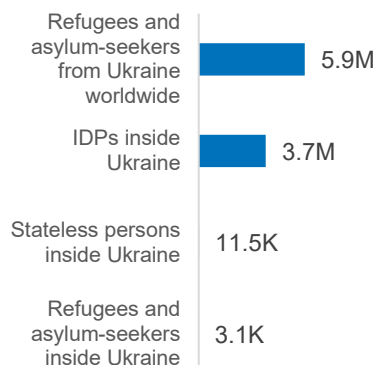 Refugees and
asylum-seekers
from Ukraine
worldwide
5.9M
IDPs inside
Ukraine
3.7M
Stateless persons
inside Ukraine
11.5K
Refugees and
asylum-seekers
inside Ukraine
3.1K